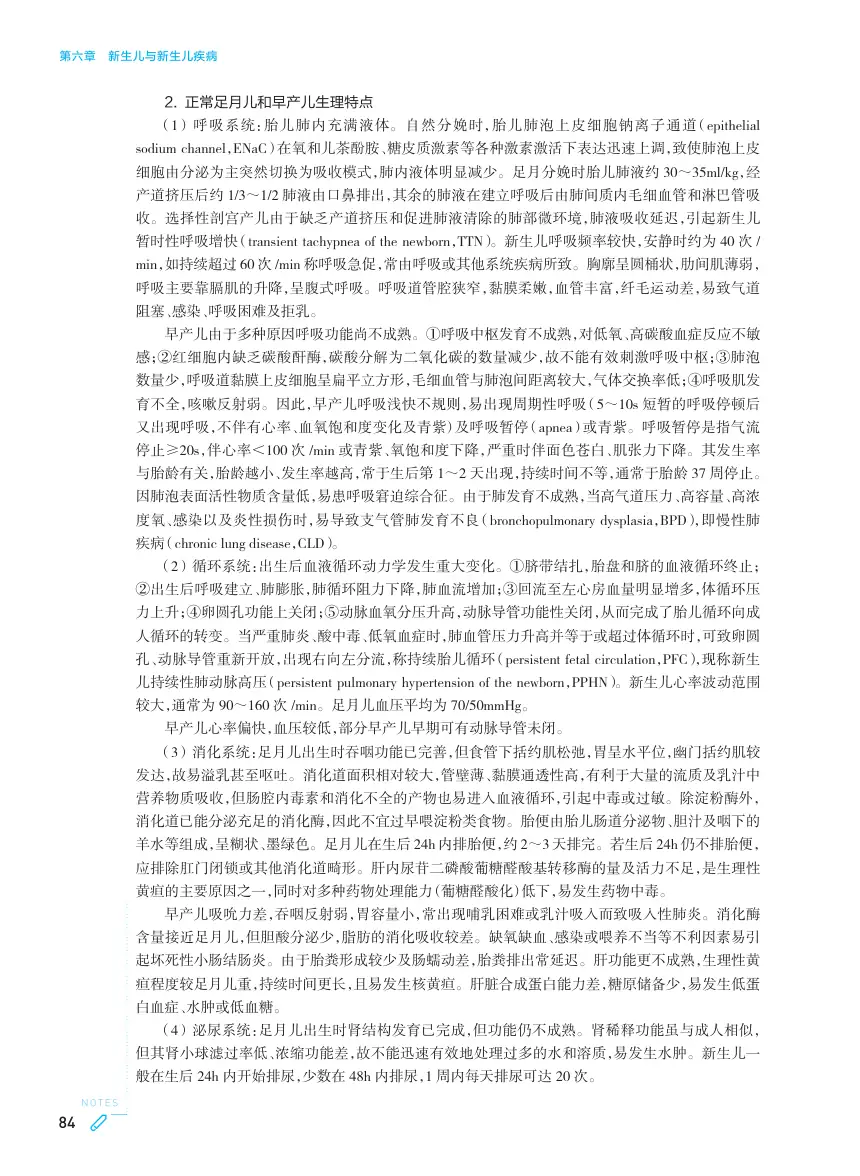 第六章　新生儿与新生儿疾病
2. 正常足月儿和早产儿生理特点
（1）呼吸系统：胎儿肺内充满液体。自然分娩时，胎儿肺泡上皮细胞钠离子通道（epithelial
sodium channel，ENaC）在氧和儿茶酚胺、糖皮质激素等各种激素激活下表达迅速上调，致使肺泡上皮
细胞由分泌为主突然切换为吸收模式，肺内液体明显减少。足月分娩时胎儿肺液约 30～35ml/kg，经
产道挤压后约 1/3～1/2 肺液由口鼻排出，其余的肺液在建立呼吸后由肺间质内毛细血管和淋巴管吸
收。选择性剖宫产儿由于缺乏产道挤压和促进肺液清除的肺部微环境，肺液吸收延迟，引起新生儿
暂时性呼吸增快（transient tachypnea of the newborn，TTN）。新生儿呼吸频率较快，安静时约为 40 次 /
min，如持续超过 60 次 /min 称呼吸急促，常由呼吸或其他系统疾病所致。胸廓呈圆桶状，肋间肌薄弱，
呼吸主要靠膈肌的升降，呈腹式呼吸。呼吸道管腔狭窄，黏膜柔嫩，血管丰富，纤毛运动差，易致气道
阻塞、感染、呼吸困难及拒乳。
早产儿由于多种原因呼吸功能尚不成熟。①呼吸中枢发育不成熟，对低氧、高碳酸血症反应不敏
感；②红细胞内缺乏碳酸酐酶，碳酸分解为二氧化碳的数量减少，故不能有效刺激呼吸中枢；③肺泡
数量少，呼吸道黏膜上皮细胞呈扁平立方形，毛细血管与肺泡间距离较大，气体交换率低；④呼吸肌发
育不全，咳嗽反射弱。因此，早产儿呼吸浅快不规则，易出现周期性呼吸（5～10s 短暂的呼吸停顿后
又出现呼吸，不伴有心率、血氧饱和度变化及青紫）及呼吸暂停（apnea）或青紫。呼吸暂停是指气流
停止≥20s，伴心率＜100 次 /min 或青紫、氧饱和度下降，严重时伴面色苍白、肌张力下降。其发生率
与胎龄有关，胎龄越小、发生率越高，常于生后第 1～2 天出现，持续时间不等，通常于胎龄 37 周停止。
因肺泡表面活性物质含量低，易患呼吸窘迫综合征。由于肺发育不成熟，当高气道压力、高容量、高浓
度氧、感染以及炎性损伤时，易导致支气管肺发育不良（bronchopulmonary dysplasia，BPD），即慢性肺
疾病（chronic lung disease，CLD）。
（2）循环系统：出生后血液循环动力学发生重大变化。①脐带结扎，胎盘和脐的血液循环终止；
②出生后呼吸建立、肺膨胀，肺循环阻力下降，肺血流增加；③回流至左心房血量明显增多，体循环压
力上升；④卵圆孔功能上关闭；⑤动脉血氧分压升高，动脉导管功能性关闭，从而完成了胎儿循环向成
人循环的转变。当严重肺炎、酸中毒、低氧血症时，肺血管压力升高并等于或超过体循环时，可致卵圆
孔、动脉导管重新开放，出现右向左分流，称持续胎儿循环（persistent fetal circulation，PFC），现称新生
儿持续性肺动脉高压（persistent pulmonary hypertension of the newborn，PPHN）。新生儿心率波动范围
较大，通常为 90～160 次 /min。足月儿血压平均为 70/50mmHg。
早产儿心率偏快，血压较低，部分早产儿早期可有动脉导管未闭。
（3）消化系统：足月儿出生时吞咽功能已完善，但食管下括约肌松弛，胃呈水平位，幽门括约肌较
发达，故易溢乳甚至呕吐。消化道面积相对较大，管壁薄、黏膜通透性高，有利于大量的流质及乳汁中
营养物质吸收，但肠腔内毒素和消化不全的产物也易进入血液循环，引起中毒或过敏。除淀粉酶外，
消化道已能分泌充足的消化酶，因此不宜过早喂淀粉类食物。胎便由胎儿肠道分泌物、胆汁及咽下的
羊水等组成，呈糊状、墨绿色。足月儿在生后 24h 内排胎便，约 2～3 天排完。若生后 24h 仍不排胎便，
应排除肛门闭锁或其他消化道畸形。肝内尿苷二磷酸葡糖醛酸基转移酶的量及活力不足，是生理性
黄疸的主要原因之一，同时对多种药物处理能力（葡糖醛酸化）低下，易发生药物中毒。
早产儿吸吮力差，吞咽反射弱，胃容量小，常出现哺乳困难或乳汁吸入而致吸入性肺炎。消化酶
含量接近足月儿，但胆酸分泌少，脂肪的消化吸收较差。缺氧缺血、感染或喂养不当等不利因素易引
起坏死性小肠结肠炎。由于胎粪形成较少及肠蠕动差，胎粪排出常延迟。肝功能更不成熟，生理性黄
疸程度较足月儿重，持续时间更长，且易发生核黄疸。肝脏合成蛋白能力差，糖原储备少，易发生低蛋
白血症、水肿或低血糖。
（4）泌尿系统：足月儿出生时肾结构发育已完成，但功能仍不成熟。肾稀释功能虽与成人相似，
但其肾小球滤过率低、浓缩功能差，故不能迅速有效地处理过多的水和溶质，易发生水肿。新生儿一
般在生后 24h 内开始排尿，少数在 48h 内排尿，1 周内每天排尿可达 20 次。
NOTES
84